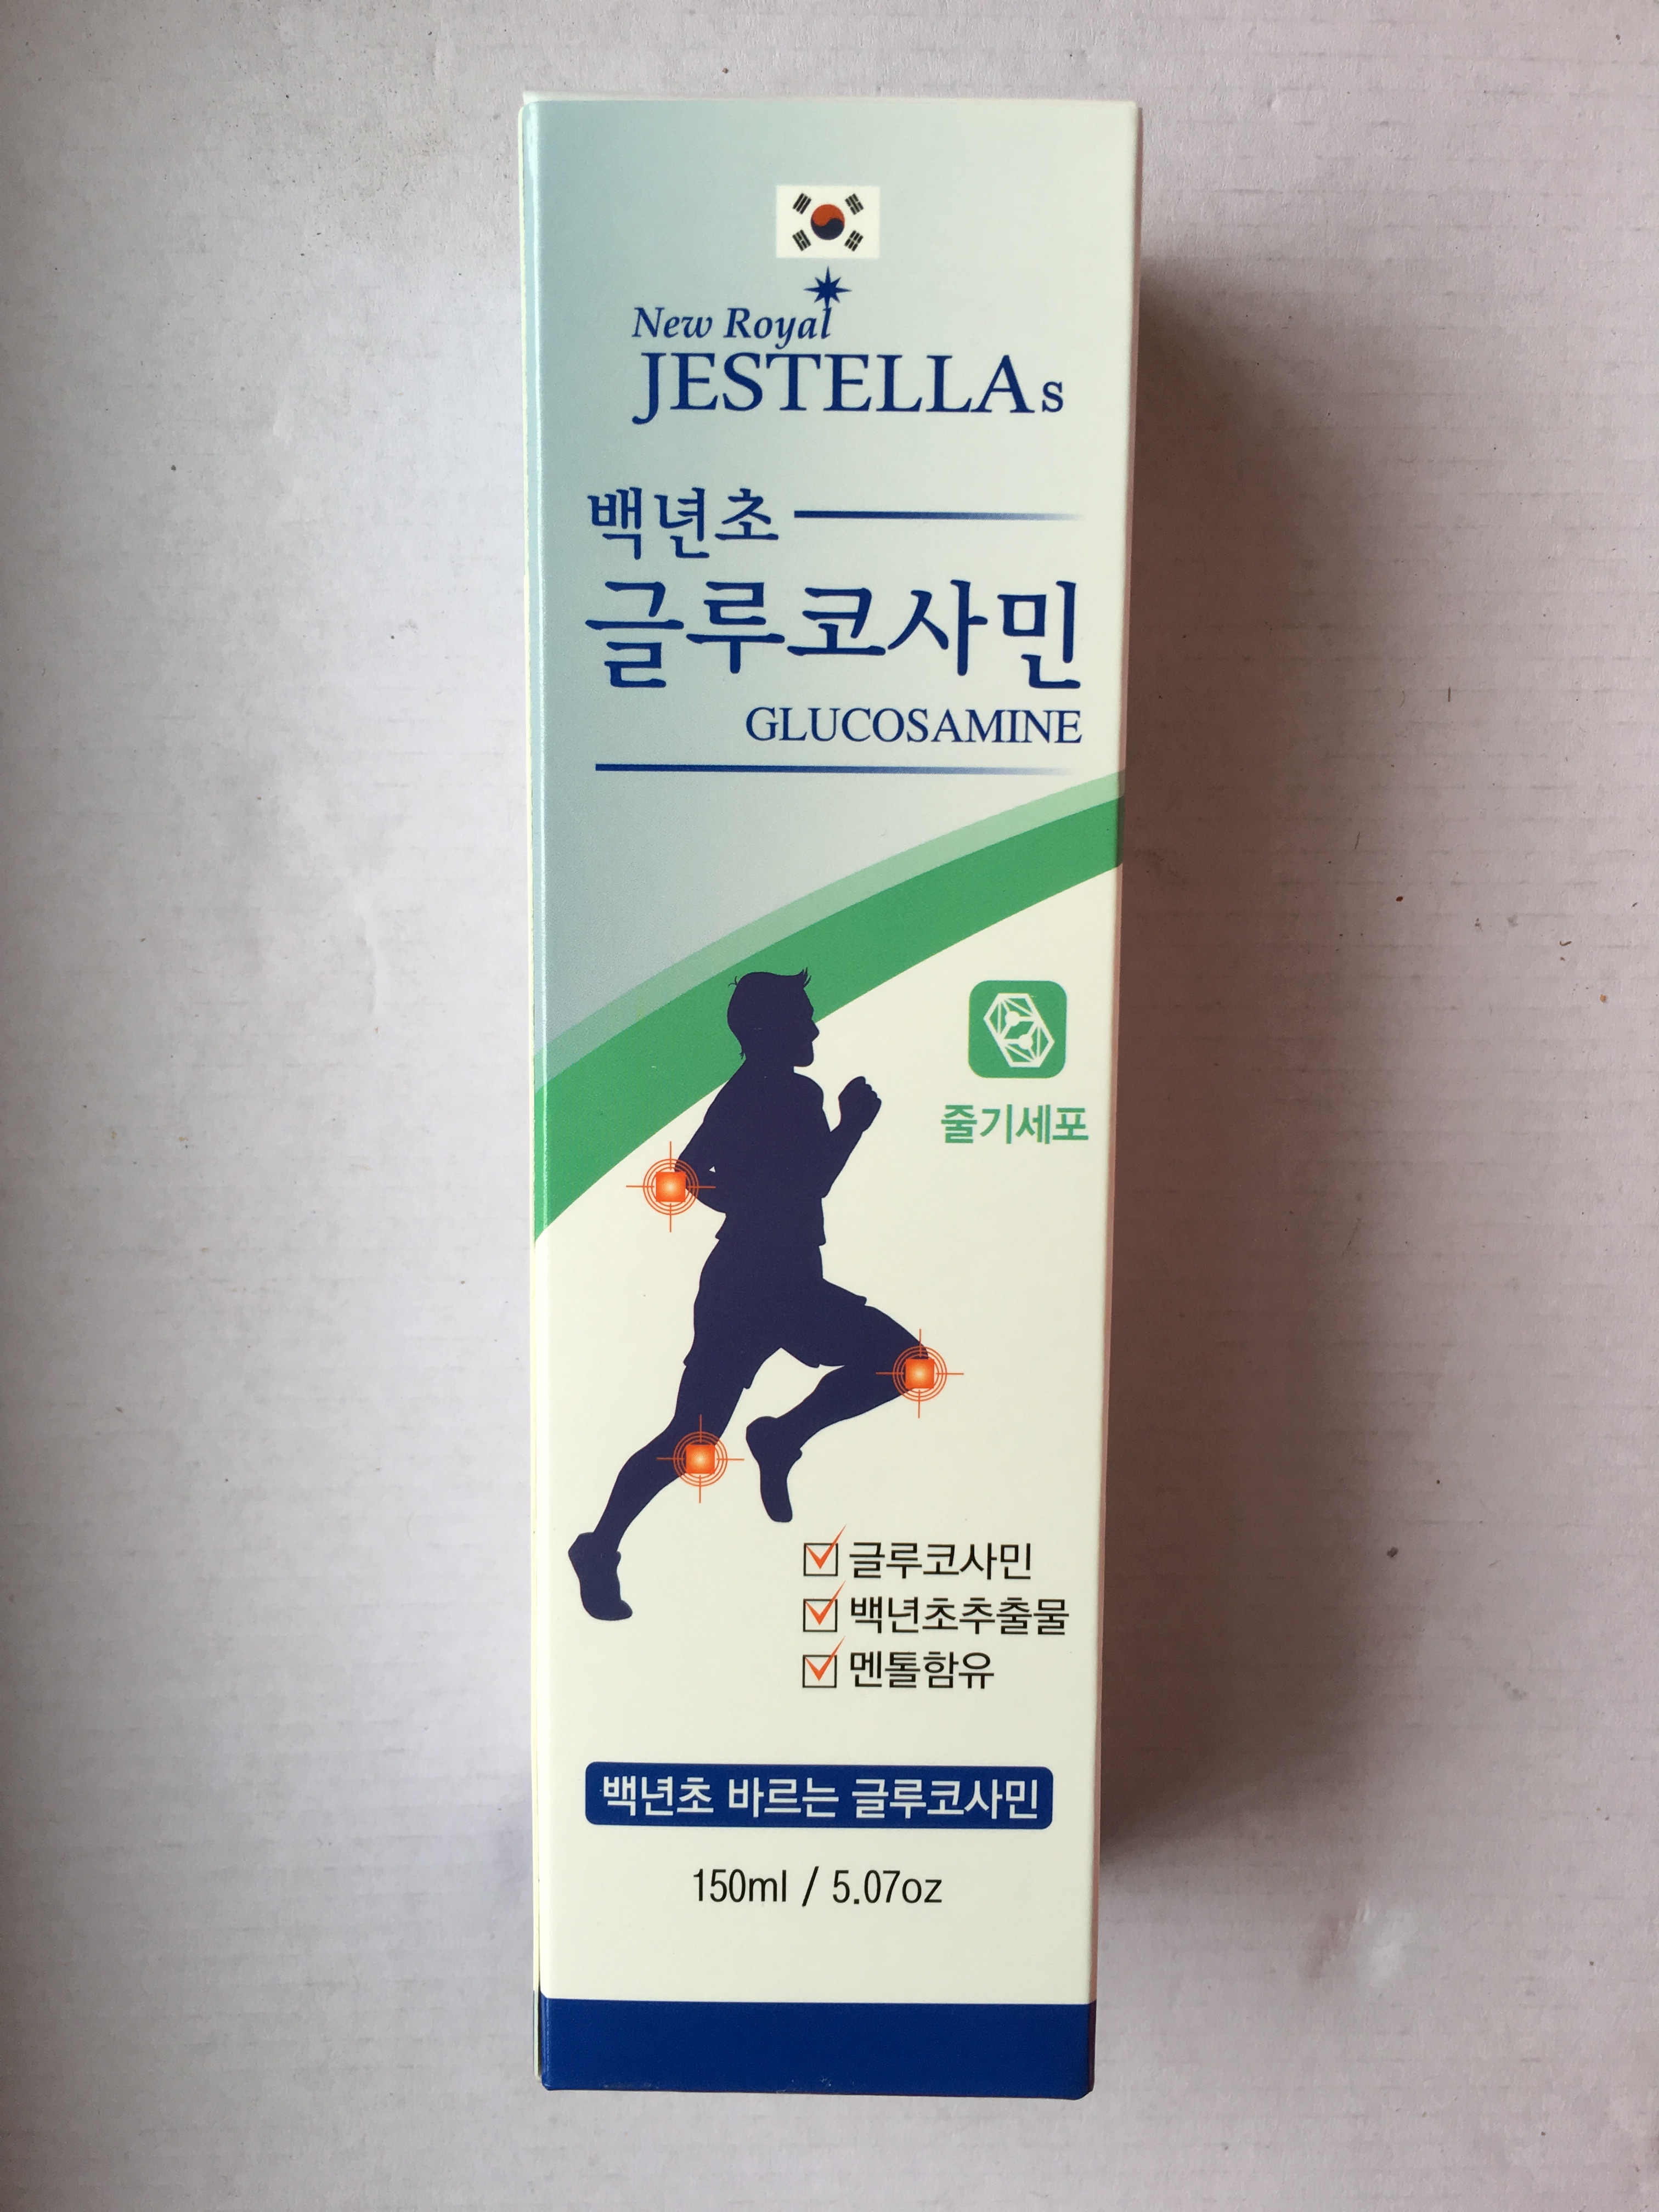 New Royal
JESTELLA s
백년초
글루코사민
GLUCOSAMINE
줄기세포
글루코사민
백년초추출물
멘톨함유
백년초 바르는 글루코사민
150ml / 5.07oz